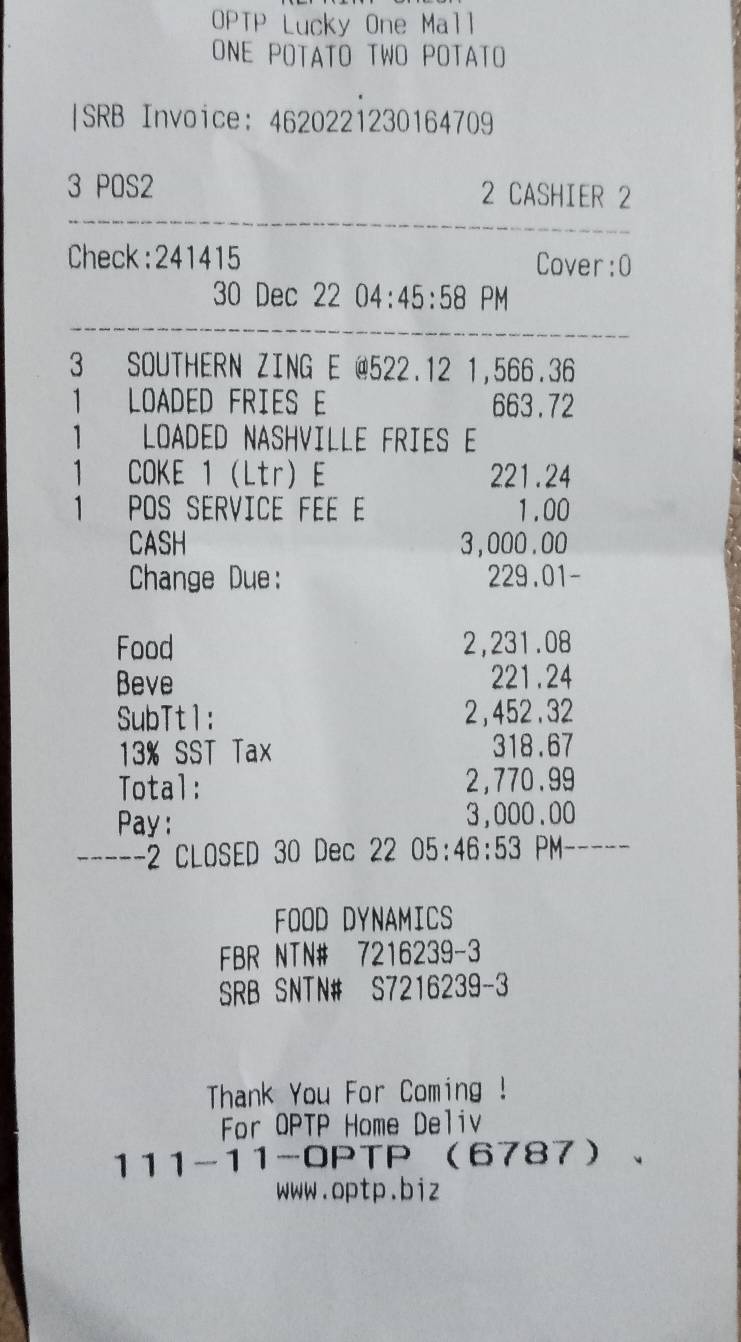 REPRINT CHECK
OPTP Lucky One Mall
ONE POTATO TWO POTATO
|SRB Invoice: 4620221230164709
3 POS2 2 CASHIER 2
Check:241415 Cover:0
30 Dec 22 04:45:58 PM
3 SOUTHERN ZING E @522.12 1,566.36
1 LOADED FRIES E 663.72
1 LOADED NASHVILLE FRIES E
1 COKE 1 (Ltr) E 221.24
1 POS SERVICE FEE E 1.00
CASH 3,000.00
Change Due: 229.01-
Food 2,231.08
Beve 221.24
SubTtl: 2,452.32
13% SST Tax 318.67
Total: 2,770.99
Pay: 3,000.00
-----2 CLOSED 30 Dec 22 05:46:53 PM-----
FOOD DYNAMICS
FBR NTN# 7216239-3
SRB SNTN# S7216239-3
Thank You For Coming !
For OPTP Home Deliv
111-11-OPTP (6787) .
www.optp.biz